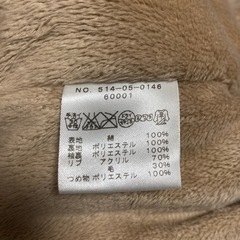 NO. 514-05-0146
60001
表地 綿 100%
裏地 ポリエステル 100%
袖裏 ポリエステル 100%
リブ アクリル 70%
毛 30%
つめ物 ポリエステル 100%